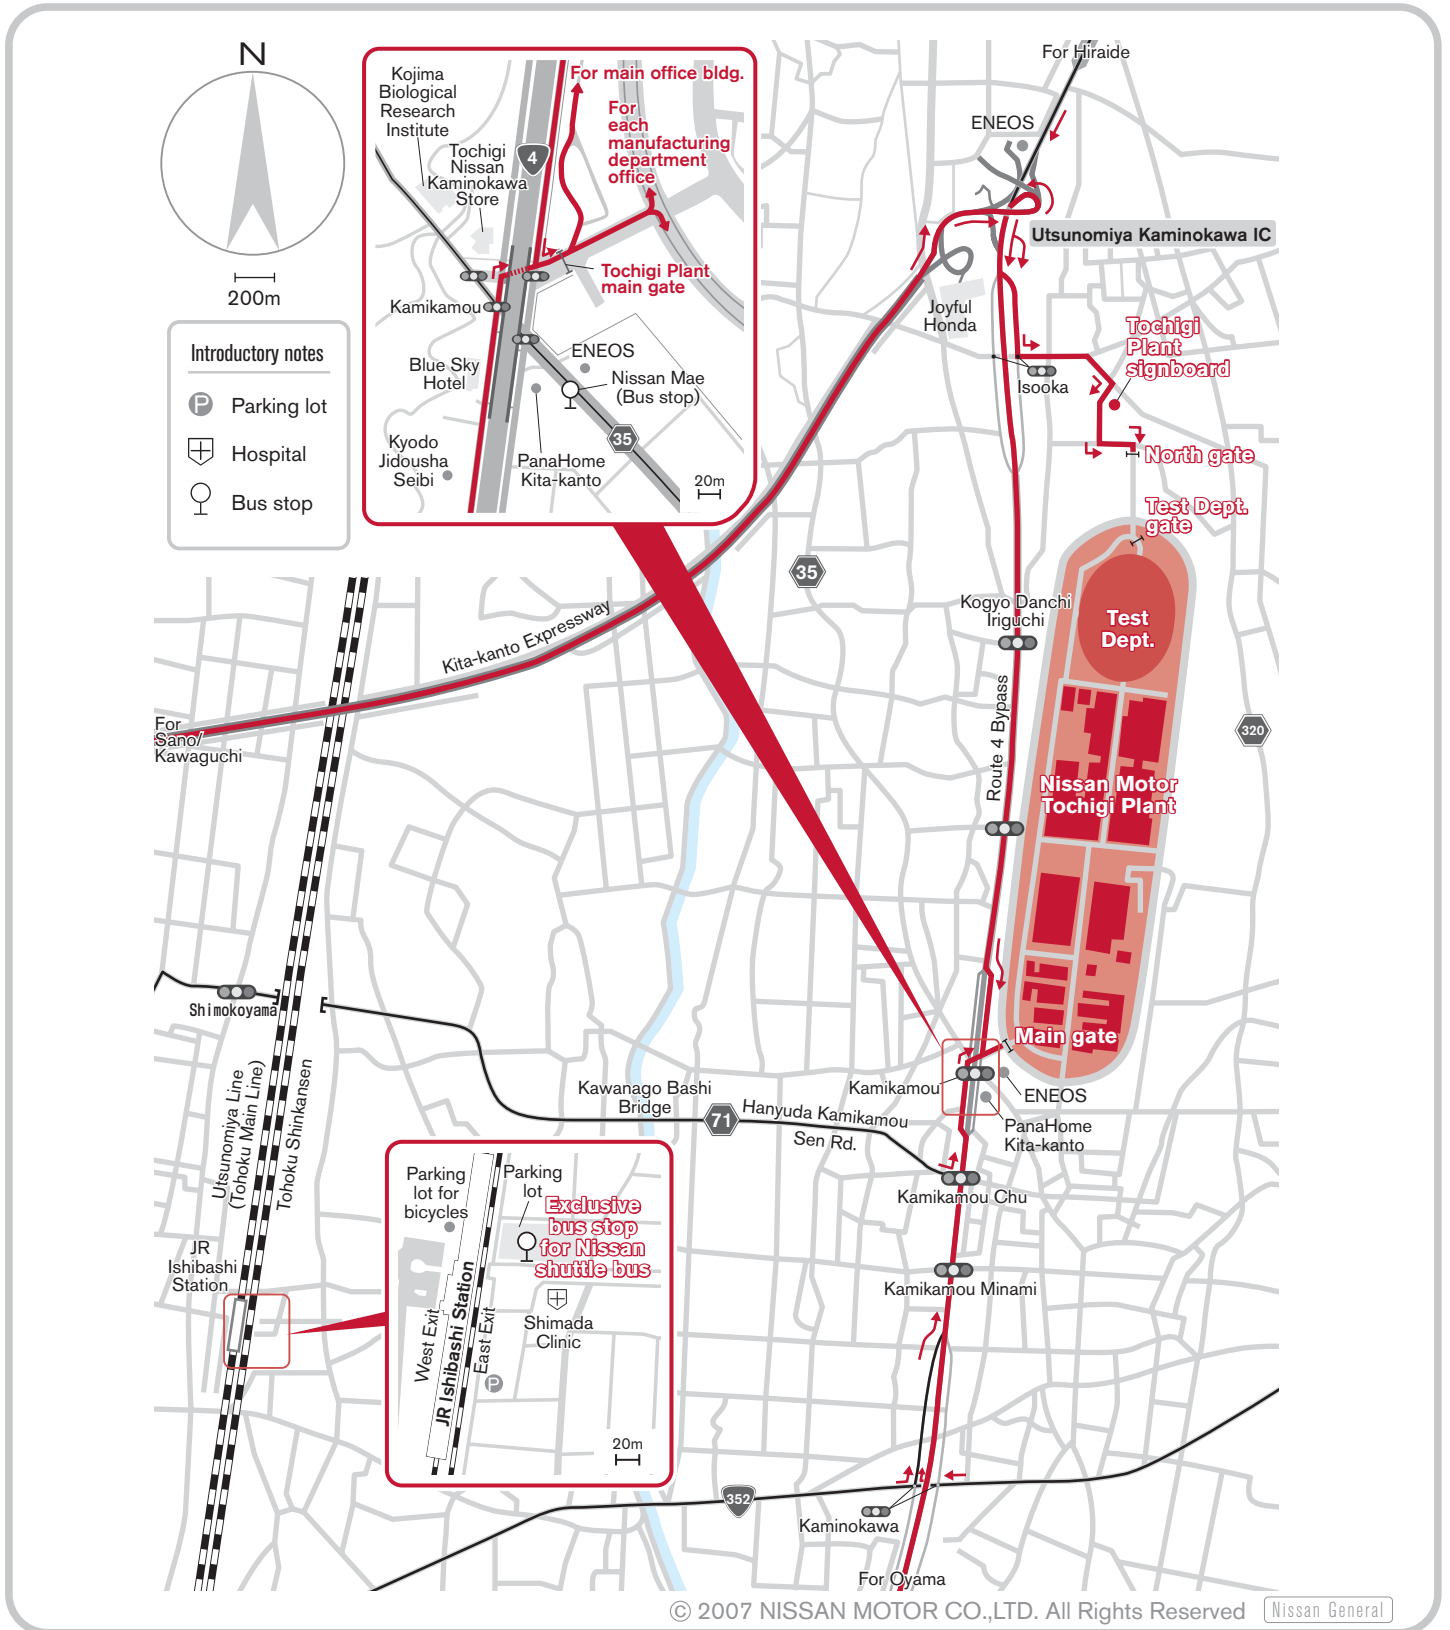 N
200m
Introductory notes
P
Parking lot
Hospital
Bus stop
Kojima
Biological
Research
Institute
Tochigi
Nissan
Kaminokawa
Store
4
For main office bldg.
For
each
manufacturing
department
office
Tochigi Plant
main gate
Kamikamou
Blue Sky
Hotel
ENEOS
Nissan Mae
(Bus stop)
35
Kyodo
Jidousha
Seibi
PanaHome
Kita-kanto
20m
For Hiraide
ENEOS
Utsunomiya Kaminokawa IC
Joyful
Honda
Tochigi
Plant
signboard
Isooka
North gate
Test Dept.
gate
35
Kogyo Danchi
Iriguchi
Test
Dept.
Kita-kanto Expressway
For
Sano/
Kawaguchi
Route 4 Bypass
320
Nissan Motor
Tochigi Plant
Shimokoyama
Main gate
Kamikamou
ENEOS
PanaHome
Kita-kanto
Kawanago Bashi
Bridge
71
Hanyuda Kamikamou
Sen Rd.
Kamikamou Chu
Utsunomiya Line
(Tohoku Main Line)
Tohoku Shinkansen
JR
Ishibashi
Station
Parking
lot for
bicycles
Parking
lot
Exclusive
bus stop
for Nissan
shuttle bus
Shimada
Clinic
West Exit
JR Ishibashi Station
East Exit
P
20m
Kamikamou Minami
352
Kaminokawa
For Oyama
© 2007 NISSAN MOTOR CO.,LTD. All Rights Reserved
Nissan General